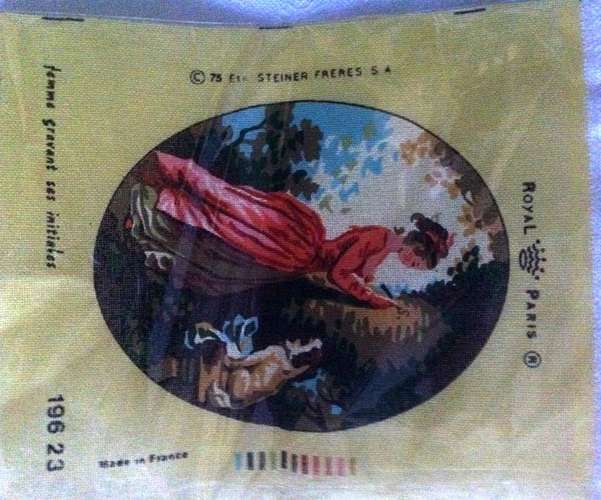 © 75 Ets STEINER FRERES S A
femme gravant ses initiales
ROYAL PARIS ®
196 23
Made in France